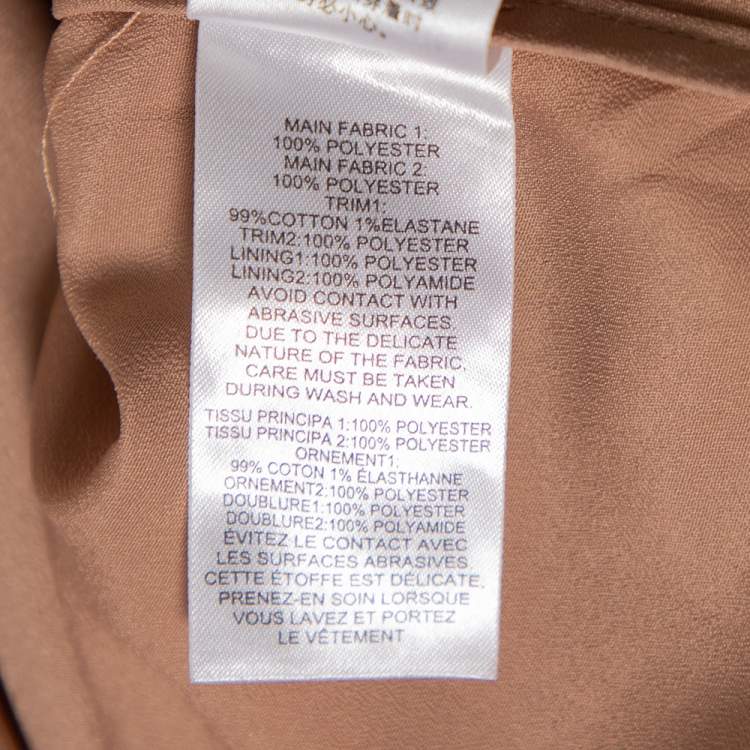 必小心。
MAIN FABRIC 1:
100% POLYESTER
MAIN FABRIC 2:
100% POLYESTER
TRIM1:
99%COTTON 1%ELASTANE
TRIM2:100% POLYESTER
LINING1:100% POLYESTER
LINING2:100% POLYAMIDE
AVOID CONTACT WITH
ABRASIVE SURFACES.
DUE TO THE DELICATE
NATURE OF THE FABRIC,
CARE MUST BE TAKEN
DURING WASH AND WEAR.
TISSU PRINCIPA 1:100% POLYESTER
TISSU PRINCIPA 2:100% POLYESTER
ORNEMENT1:
99% COTON 1% ÉLASTHANNE
ORNEMENT2:100% POLYESTER
DOUBLURE1:100% POLYESTER
DOUBLURE2:100% POLYAMIDE
ÉVITEZ LE CONTACT AVEC
LES SURFACES ABRASIVES.
CETTE ÉTOFFE EST DÉLICATE.
PRENEZ-EN SOIN LORSQUE
VOUS LAVEZ ET PORTEZ
LE VÊTEMENT